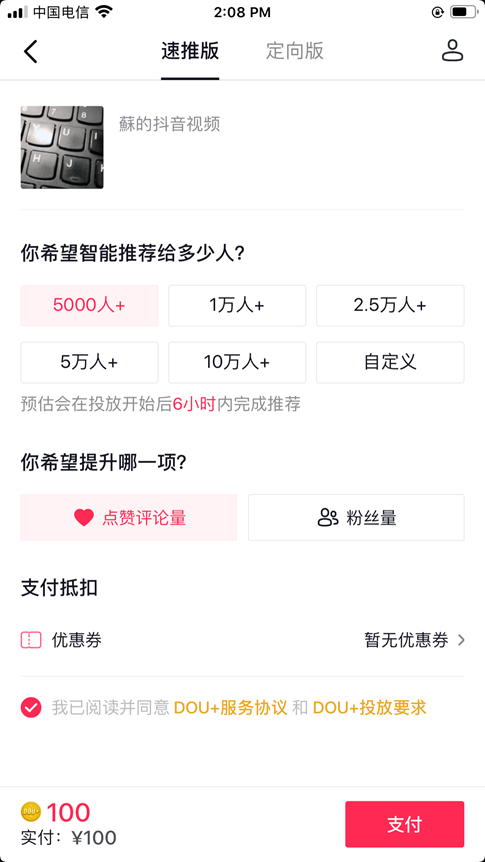 中国电信 2:08 PM
速推版 定向版
蘇的抖音视频
你希望智能推荐给多少人?
5000人+ 1万人+ 2.5万人+
5万人+ 10万人+ 自定义
预估会在投放开始后6小时内完成推荐
你希望提升哪一项?
点赞评论量 粉丝量
支付抵扣
优惠券 暂无优惠券
我已阅读并同意 DOU+服务协议 和 DOU+投放要求
100
实付: ¥100
支付